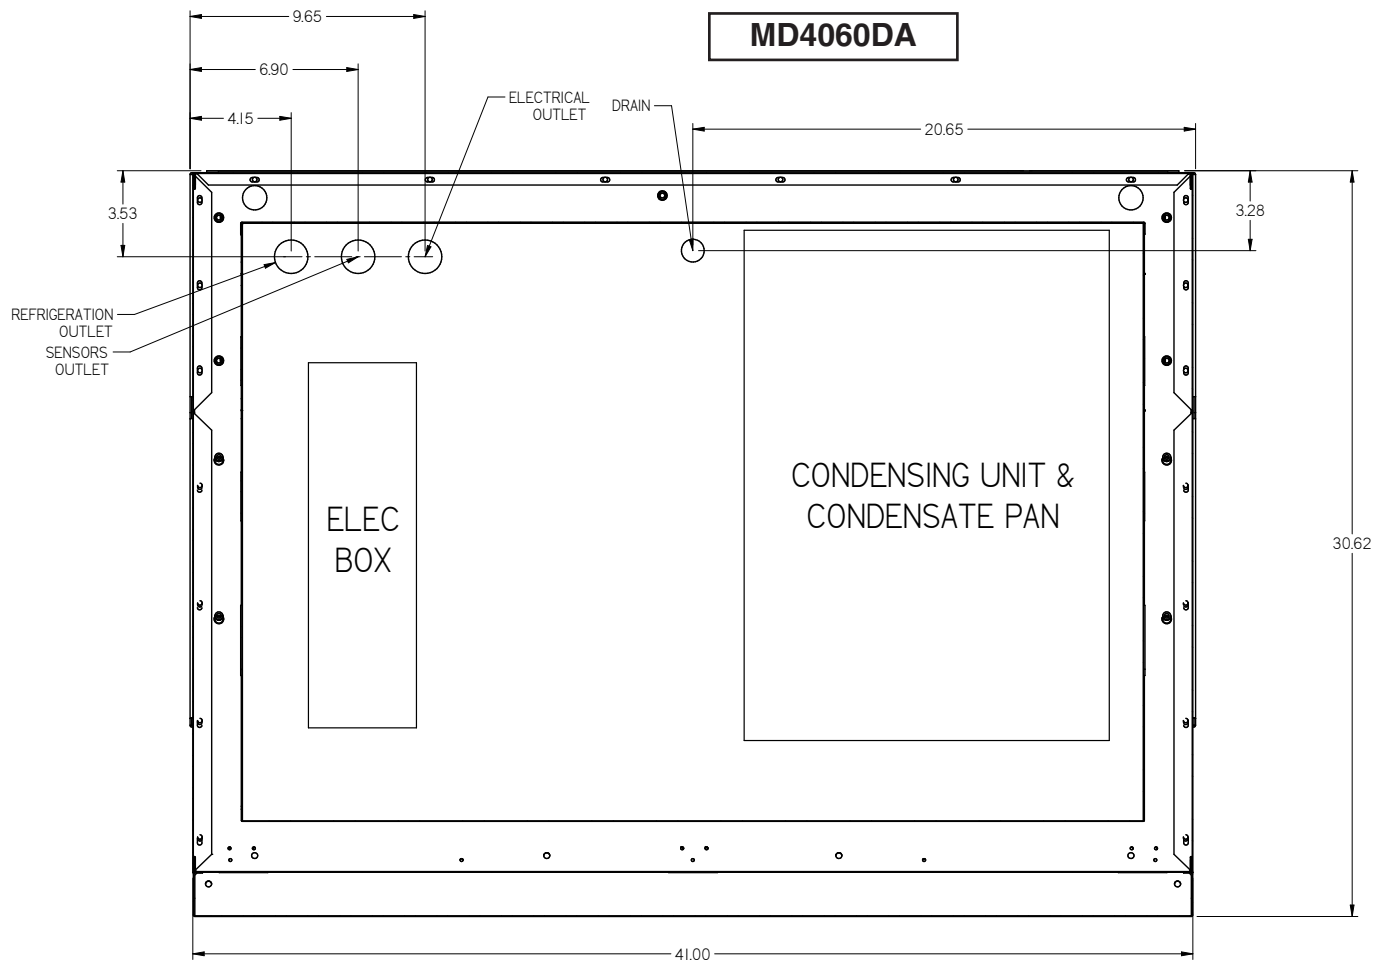 9.65
MD4060DA
6.90
ELECTRICAL
OUTLET
DRAIN
4.15
20.65
3.53
3.28
REFRIGERATION
OUTLET
SENSORS
OUTLET
CONDENSING UNIT &
CONDENSATE PAN
ELEC
BOX
30.62
41.00